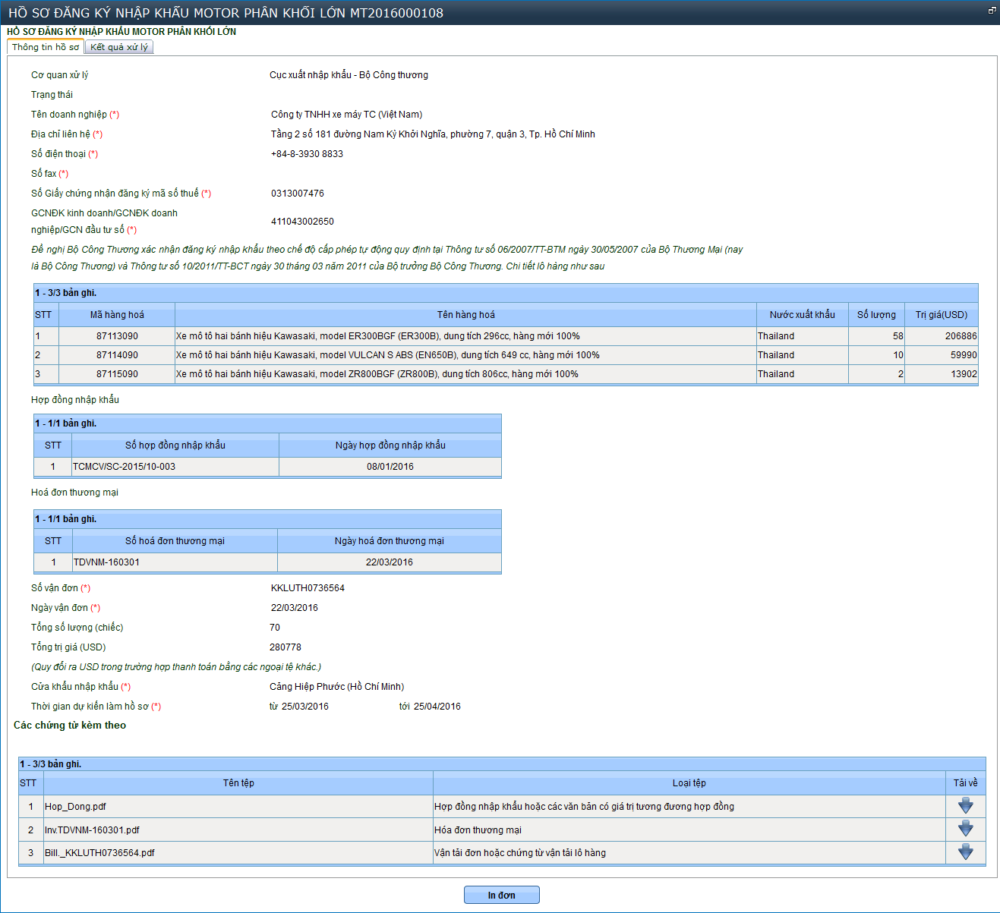 HỒ SƠ ĐĂNG KÝ NHẬP KHẨU MOTOR PHÂN KHỐI LỚN MT2016000108
HỒ SƠ ĐĂNG KÝ NHẬP KHẨU MOTOR PHÂN KHỐI LỚN
Thông tin hồ sơ Kết quả xử lý
Cơ quan xử lý Cục xuất nhập khẩu - Bộ Công thương
Trạng thái
Tên doanh nghiệp (*) Công ty TNHH xe máy TC (Việt Nam)
Địa chỉ liên hệ (*) Tầng 2 số 181 đường Nam Kỳ Khởi Nghĩa, phường 7, quận 3, Tp. Hồ Chí Minh
Số điện thoại (*) +84-8-3930 8833
Số fax (*)
Số Giấy chứng nhận đăng ký mã số thuế (*) 0313007476
GCNĐK kinh doanh/GCNĐK doanh
nghiệp/GCN đầu tư số (*) 411043002650
Đề nghị Bộ Công Thương xác nhận đăng ký nhập khẩu theo chế độ cấp phép tự động quy định tại Thông tư số 06/2007/TT-BTM ngày 30/05/2007 của Bộ Thương Mại (nay
là Bộ Công Thương) và Thông tư số 10/2011/TT-BCT ngày 30 tháng 03 năm 2011 của Bộ trưởng Bộ Công Thương. Chi tiết lô hàng như sau
1 - 3/3 bản ghi.
STT Mã hàng hoá Tên hàng hoá Nước xuất khẩu Số lượng Trị giá(USD)
1 87113090 Xe mô tô hai bánh hiệu Kawasaki, model ER300BGF (ER300B), dung tích 296cc, hàng mới 100% Thailand 58 206886
2 87114090 Xe mô tô hai bánh hiệu Kawasaki, model VULCAN S ABS (EN650B), dung tích 649 cc, hàng mới 100% Thailand 10 59990
3 87115090 Xe mô tô hai bánh hiệu Kawasaki, model ZR800BGF (ZR800B), dung tích 806cc, hàng mới 100% Thailand 2 13902
Hợp đồng nhập khẩu
1 - 1/1 bản ghi.
STT Số hợp đồng nhập khẩu Ngày hợp đồng nhập khẩu
1 TCMCV/SC-2015/10-003 08/01/2016
Hoá đơn thương mại
1 - 1/1 bản ghi.
STT Số hoá đơn thương mại Ngày hoá đơn thương mại
1 TDVNM-160301 22/03/2016
Số vận đơn (*) KKLUTH0736564
Ngày vận đơn (*) 22/03/2016
Tổng số lượng (chiếc) 70
Tổng trị giá (USD) 280778
(Quy đổi ra USD trong trường hợp thanh toán bằng các ngoại tệ khác.)
Cửa khẩu nhập khẩu (*) Cảng Hiệp Phước (Hồ Chí Minh)
Thời gian dự kiến làm hồ sơ (*) từ 25/03/2016 tới 25/04/2016
Các chứng từ kèm theo
1 - 3/3 bản ghi.
STT Tên tệp Loại tệp Tải về
1 Hop_Dong.pdf Hợp đồng nhập khẩu hoặc các văn bản có giá trị tương đương hợp đồng
2 Inv.TDVNM-160301.pdf Hóa đơn thương mại
3 Bill._KKLUTH0736564.pdf Vận tải đơn hoặc chứng từ vận tải lô hàng
In đơn